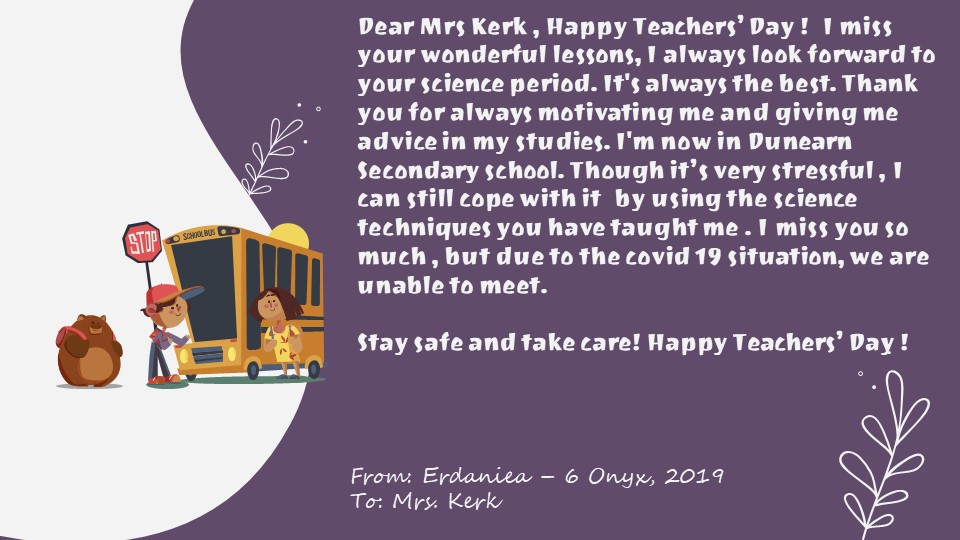 Dear Mrs Kerk , Happy Teachers’ Day !  I miss
your wonderful lessons, I always look forward to
your science period. It's always the best. Thank
you for always motivating me and giving me
advice in my studies. I'm now in Dunearn
Secondary school. Though it’s very stressful , I
can still cope with it  by using the science
techniques you have taught me . I miss you so
much , but due to the covid 19 situation, we are
unable to meet.
Stay safe and take care! Happy Teachers’ Day !
STOP
SCHOOL BUS
From: Erdaniea – 6 Onyx, 2019
To: Mrs. Kerk